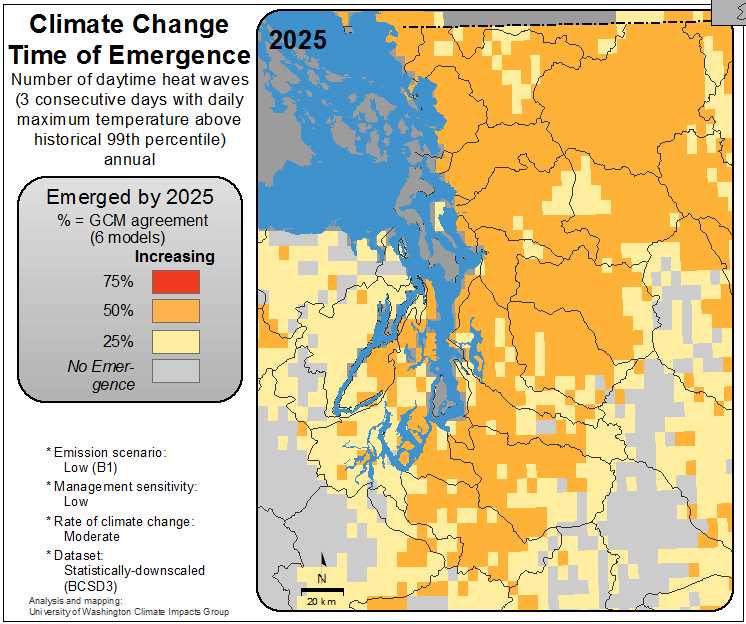 Climate Change
Time of Emergence
Number of daytime heat waves
(3 consecutive days with daily
maximum temperature above
historical 99th percentile)
annual
Emerged by 2025
% = GCM agreement
(6 models)
Increasing
75%
50%
25%
No Emer-
gence
* Emission scenario:
Low (B1)
* Management sensitivity:
Low
* Rate of climate change:
Moderate
* Dataset:
Statistically-downscaled
(BCSD3)
Analysis and mapping:
University of Washington Climate Impacts Group
2025
N
20 km